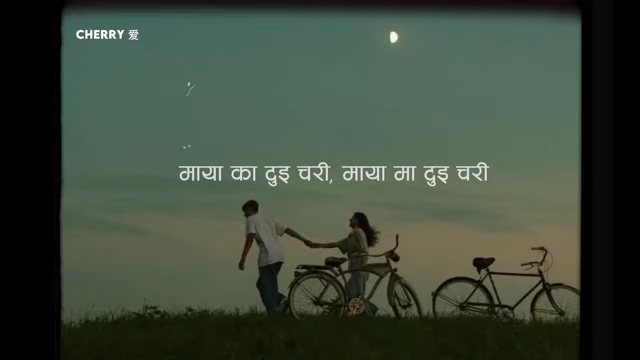 CHERRY 爱
माया का दुइ चरी, माया मा दुइ चरी